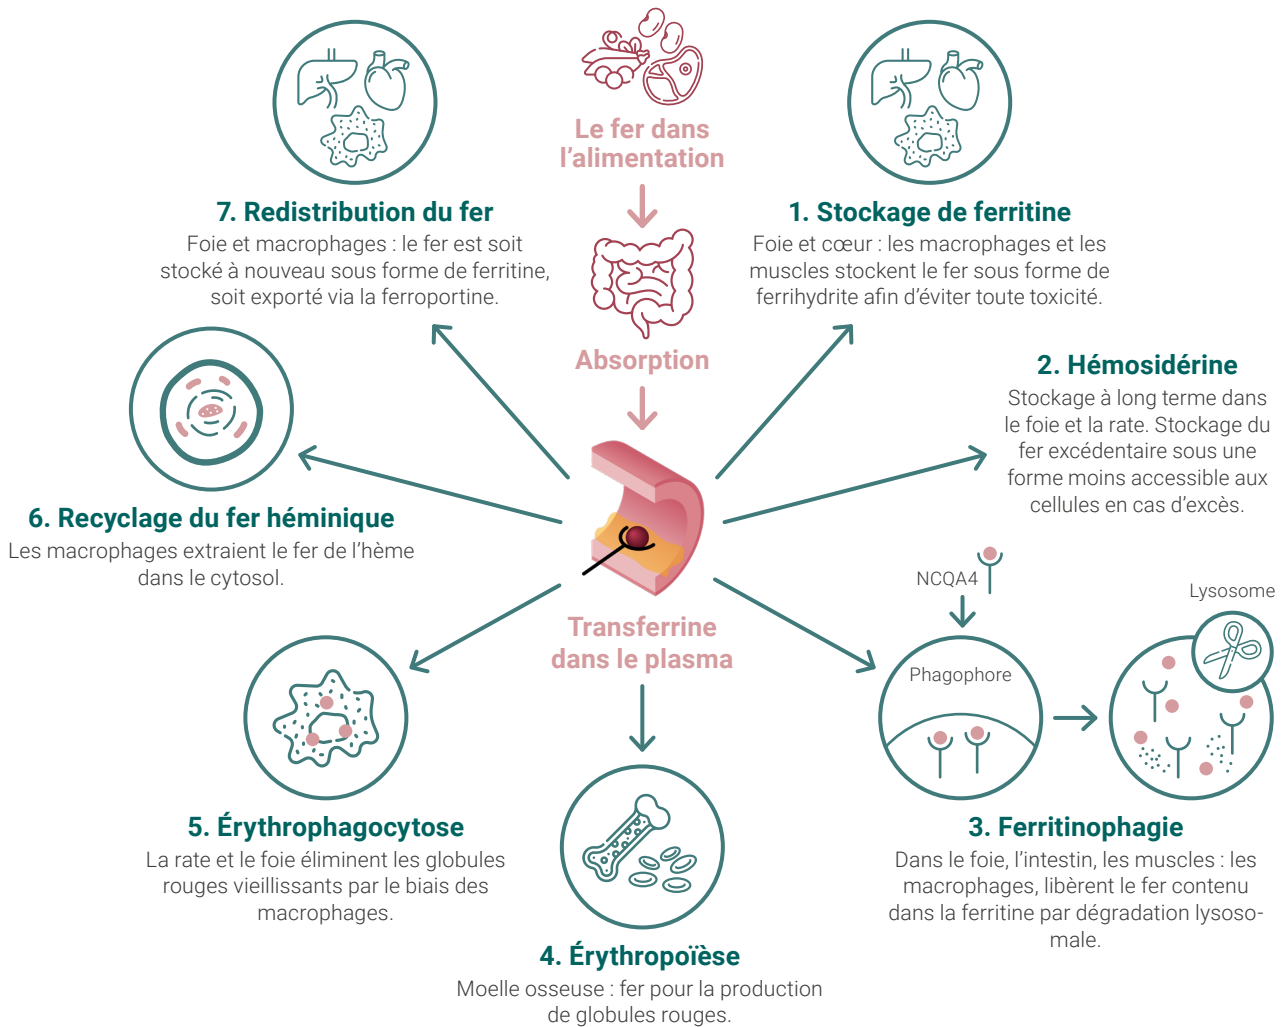 Le fer dans
l’alimentation
Absorption
Transferrine
dans le plasma
1. Stockage de ferritine
Foie et cœur : les macrophages et les
muscles stockent le fer sous forme de
ferrihydrite afin d’éviter toute toxicité.
2. Hémosidérine
Stockage à long terme dans
le foie et la rate. Stockage du
fer excédentaire sous une
forme moins accessible aux
cellules en cas d’excès.
NCQA4
Phagophore
Lysosome
3. Ferritinophagie
Dans le foie, l’intestin, les muscles : les
macrophages, libèrent le fer contenu
dans la ferritine par dégradation lysoso-
male.
4. Érythropoïèse
Moelle osseuse : fer pour la production
de globules rouges.
5. Érythrophagocytose
La rate et le foie éliminent les globules
rouges vieillissants par le biais des
macrophages.
6. Recyclage du fer héminique
Les macrophages extraient le fer de l’hème
dans le cytosol.
7. Redistribution du fer
Foie et macrophages : le fer est soit
stocké à nouveau sous forme de ferritine,
soit exporté via la ferroportine.